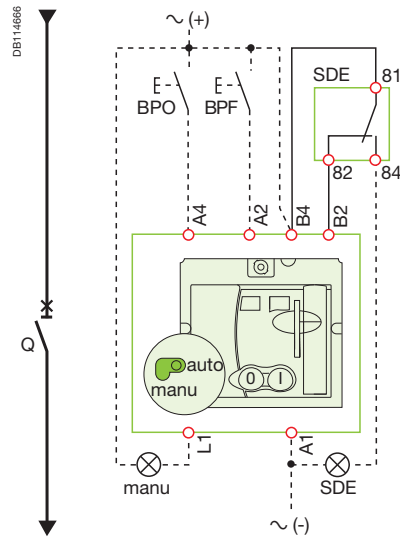 DB114666
∼ (+)
SDE
81
BPO
BPF
82
84
A4
A2
B4
B2
Q
auto
manu
0
I
L1
A1
manu
SDE
∼ (-)